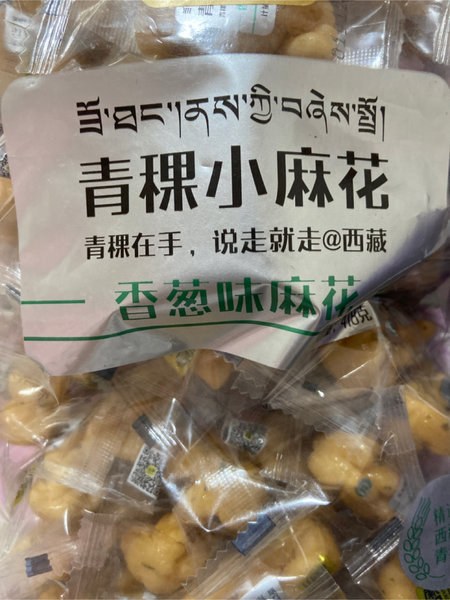 ཇོ་ཐང་།ནས་ཀྱི་བཞེས་སྤྲོ།
青稞小麻花
青稞在手，说走就走@西藏
香葱味麻花